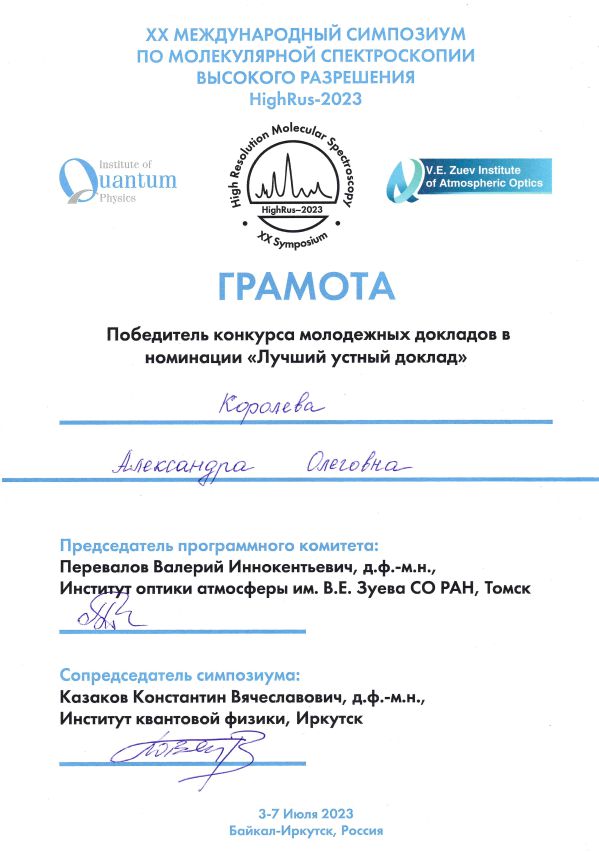 XX МЕЖДУНАРОДНЫЙ СИМПОЗИУМ
ПО МОЛЕКУЛЯРНОЙ СПЕКТРОСКОПИИ
ВЫСОКОГО РАЗРЕШЕНИЯ
HighRus-2023
Institute of
Quantum
Physics
High Resolution Molecular Spectroscopy
HighRus–2023
• XX Symposium •
V.E. Zuev Institute
of Atmospheric Optics
ГРАМОТА
Победитель конкурса молодежных докладов в
номинации «Лучший устный доклад»
Королева
Александра Олеговна
Председатель программного комитета:
Перевалов Валерий Иннокентьевич, д.ф.-м.н.,
Институт оптики атмосферы им. В.Е. Зуева СО РАН, Томск
Сопредседатель симпозиума:
Казаков Константин Вячеславович, д.ф.-м.н.,
Институт квантовой физики, Иркутск
3-7 Июля 2023
Байкал-Иркутск, Россия